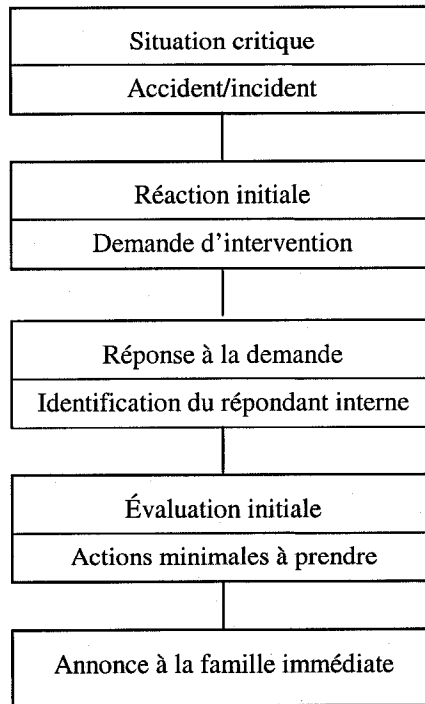 Situation critique
Accident/incident
Réaction initiale
Demande d'intervention
Réponse à la demande
Identification du répondant interne
Évaluation initiale
Actions minimales à prendre
Annonce à la famille immédiate